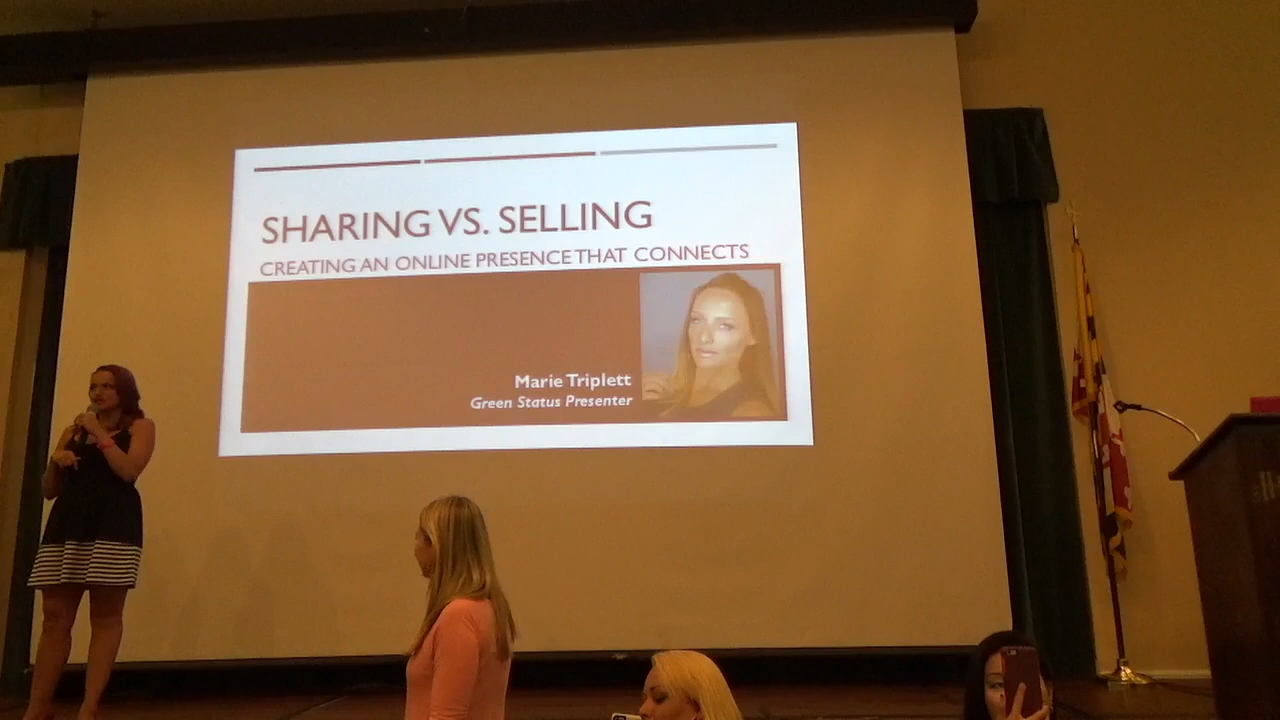 SHARING VS. SELLING
CREATING AN ONLINE PRESENCE THAT CONNECTS
Marie Triplett
Green Status Presenter